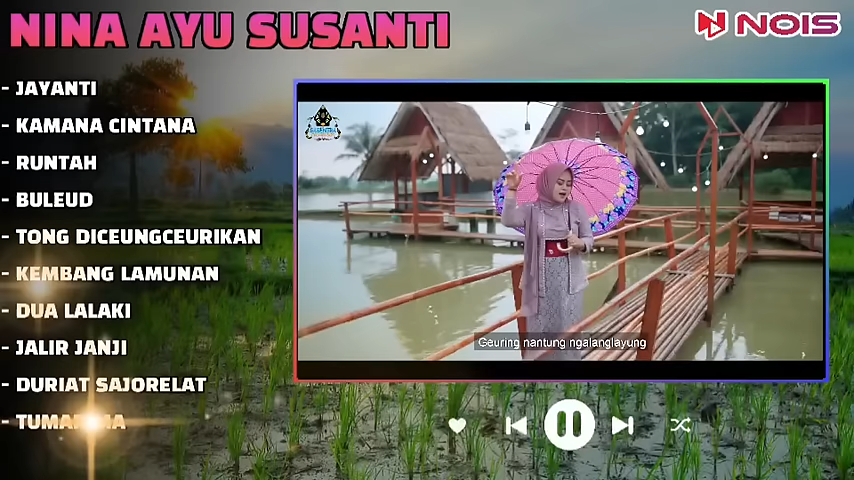 NINA AYU SUSANTI
NOIS
- JAYANTI
- KAMANA CINTANA
- RUNTAH
- BULEUD
- TONG DICEUNGCEURIKAN
- KEMBANG LAMUNAN
- DUA LALAKI
- JALIR JANJI
- DURIAT SAJORELAT
Geuring nantung ngalanglayung